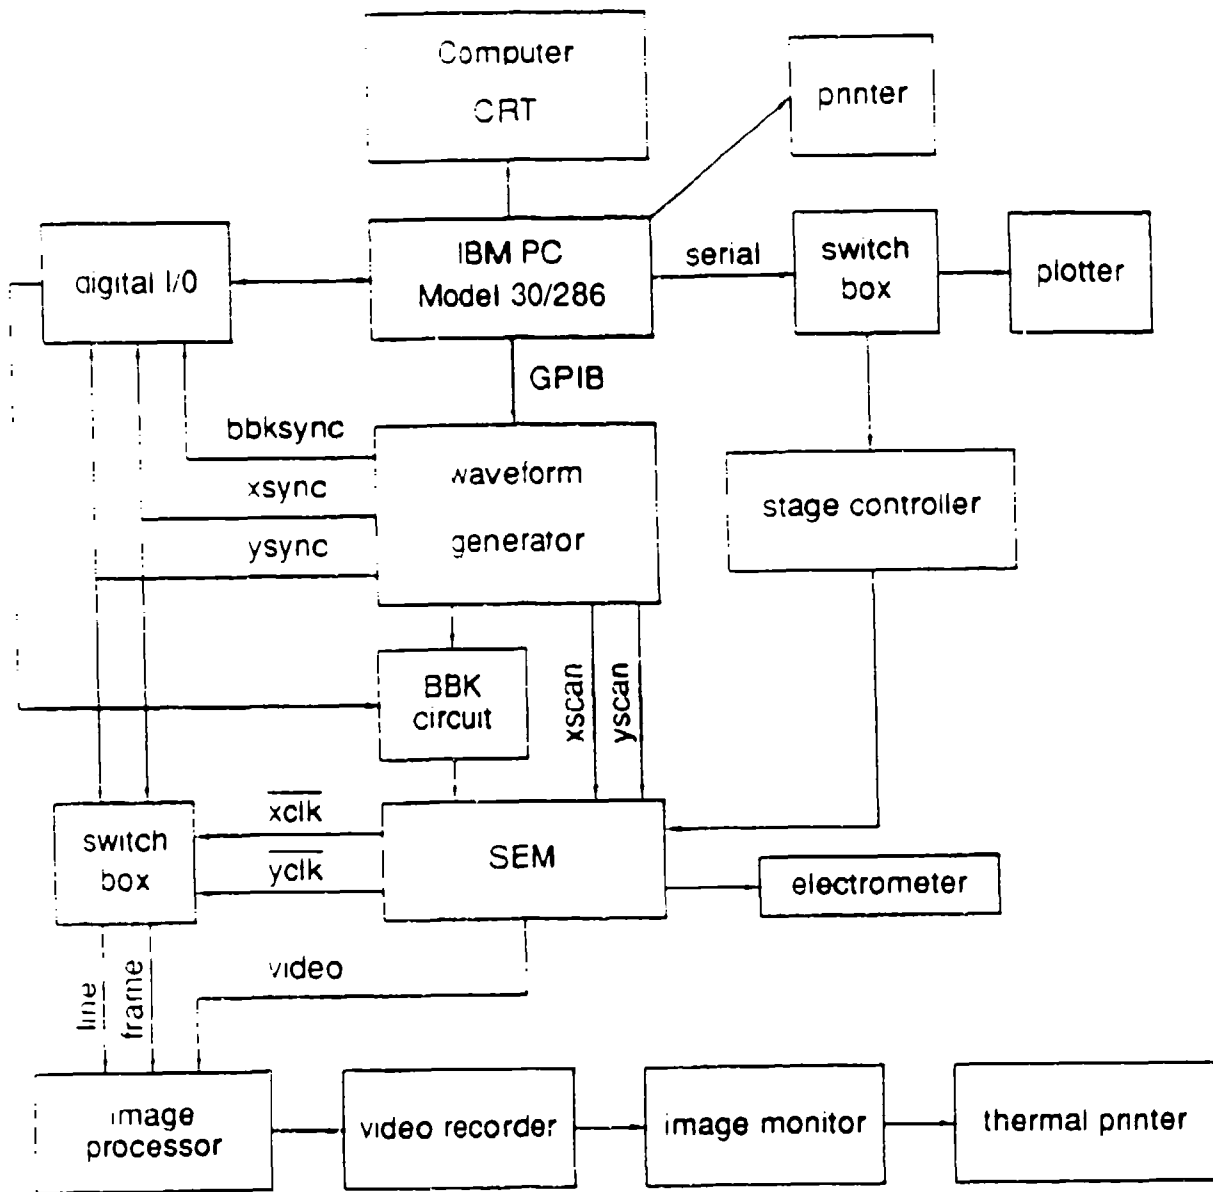 Computer
CRT
printer
digital I/0
IBM PC
Model 30/286
serial
switch
box
plotter
GPIB
bbksync
xsync
ysync
waveform
generator
stage controller
BBK
circuit
xscan
yscan
switch
box
xclk
yclk
SEM
electrometer
line
frame
video
image
processor
video recorder
image monitor
thermal printer